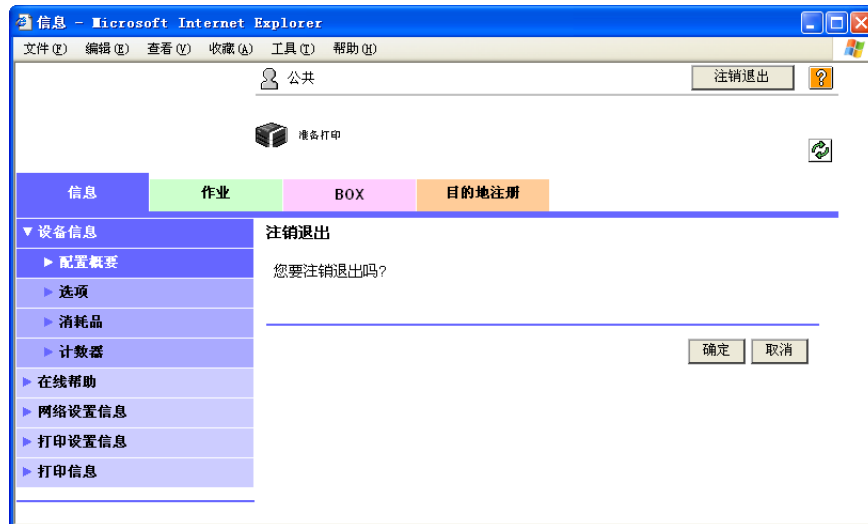 信息 - Microsoft Internet Explorer
文件(F) 编辑(E) 查看(V) 收藏(A) 工具(T) 帮助(H)
公共 注销退出 ?
准备打印
信息 作业 BOX 目的地注册
▼设备信息
▶配置概要
▶选项
▶消耗品
▶计数器
▶在线帮助
▶网络设置信息
▶打印设置信息
▶打印信息
注销退出
您要注销退出吗?
确定 取消